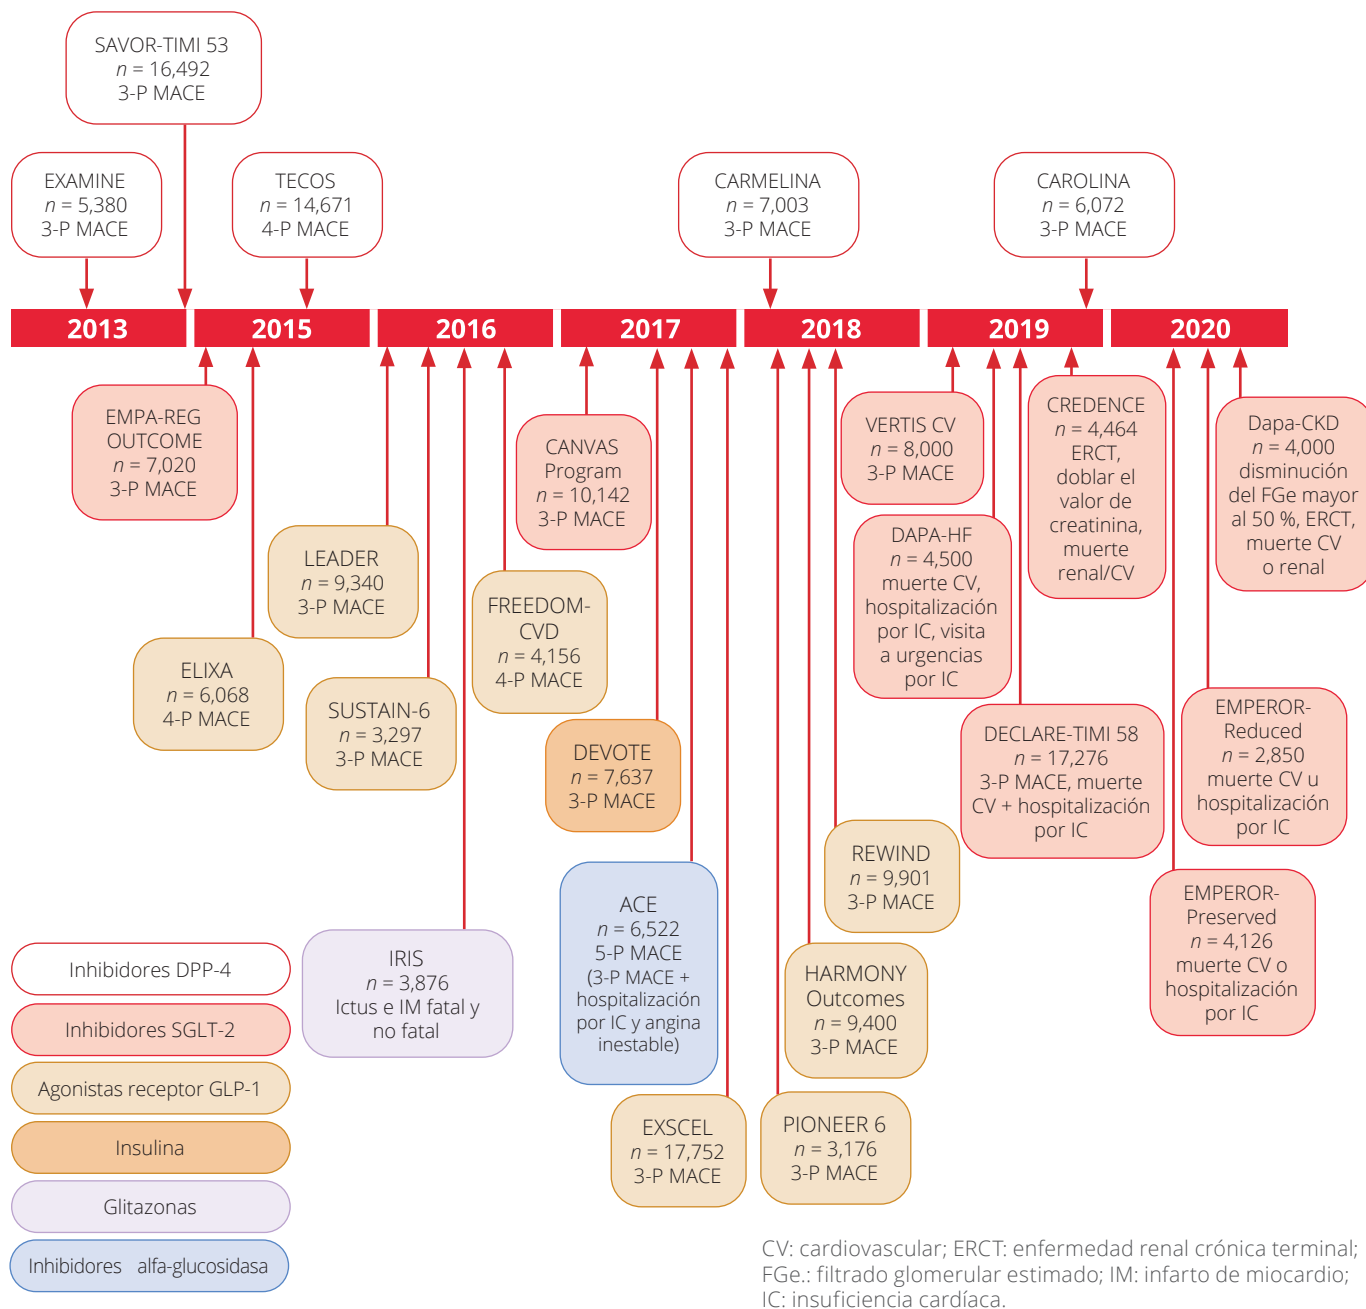 SAVOR-TIMI 53
n = 16,492
3-P MACE
EXAMINE
n = 5,380
3-P MACE
TECOS
n = 14,671
4-P MACE
CARMELINA
n = 7,003
3-P MACE
CAROLINA
n = 6,072
3-P MACE
2013
2015
2016
2017
2018
2019
2020
EMPA-REG
OUTCOME
n = 7,020
3-P MACE
ELIXA
n = 6,068
4-P MACE
LEADER
n = 9,340
3-P MACE
SUSTAIN-6
n = 3,297
3-P MACE
IRIS
n = 3,876
Ictus e IM fatal y
no fatal
FREEDOM-
CVD
n = 4,156
4-P MACE
CANVAS
Program
n = 10,142
3-P MACE
DEVOTE
n = 7,637
3-P MACE
ACE
n = 6,522
5-P MACE
(3-P MACE +
hospitalización
por IC y angina
inestable)
EXSCEL
n = 17,752
3-P MACE
PIONEER 6
n = 3,176
3-P MACE
HARMONY
Outcomes
n = 9,400
3-P MACE
REWIND
n = 9,901
3-P MACE
VERTIS CV
n = 8,000
3-P MACE
DAPA-HF
n = 4,500
muerte CV,
hospitalización
por IC, visita
a urgencias
por IC
DECLARE-TIMI 58
n = 17,276
3-P MACE, muerte
CV + hospitalización
por IC
CREDENCE
n = 4,464
ERCT,
doblar el
valor de
creatinina,
muerte
renal/CV
EMPEROR-
Preserved
n = 4,126
muerte CV o
hospitalización
por IC
EMPEROR-
Reduced
n = 2,850
muerte CV u
hospitalización
por IC
Dapa-CKD
n = 4,000
disminución
del FGe mayor
al 50 %, ERCT,
muerte CV
o renal
Inhibidores DPP-4
Inhibidores SGLT-2
Agonistas receptor GLP-1
Insulina
Glitazonas
Inhibidores alfa-glucosidasa
CV: cardiovascular; ERCT: enfermedad renal crónica terminal;
FGe.: filtrado glomerular estimado; IM: infarto de miocardio;
IC: insuficiencia cardíaca.